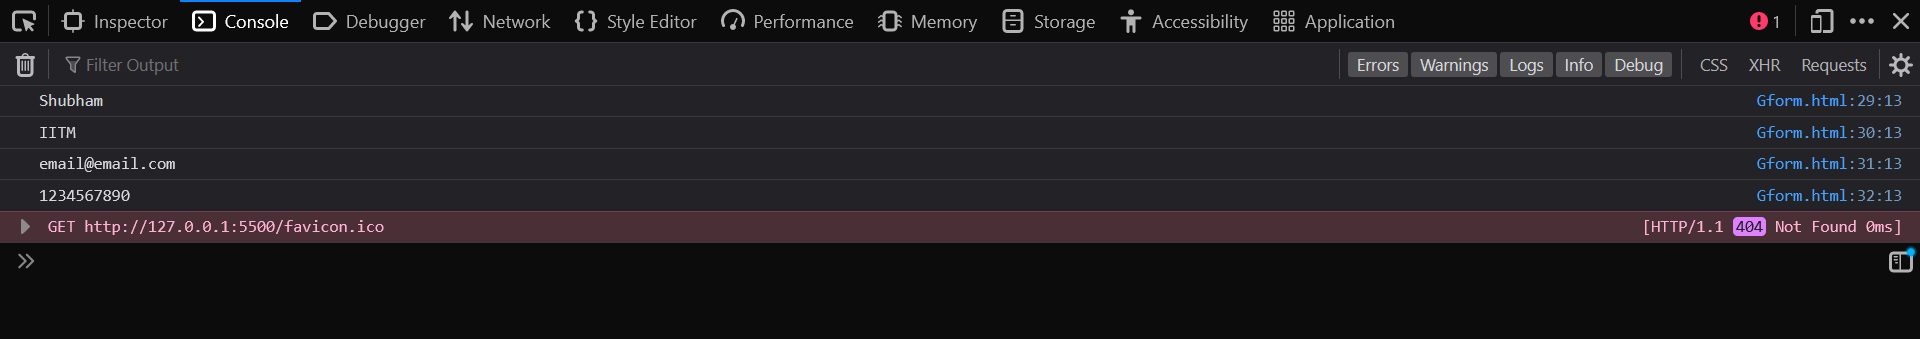 Inspector Console Debugger Network Style Editor Performance Memory Storage Accessibility Application 1
Filter Output Errors Warnings Logs Info Debug CSS XHR Requests
Shubham Gform.html:29:13
IITM Gform.html:30:13
email@email.com Gform.html:31:13
1234567890 Gform.html:32:13
GET http://127.0.0.1:5500/favicon.ico [HTTP/1.1 404 Not Found 0ms]